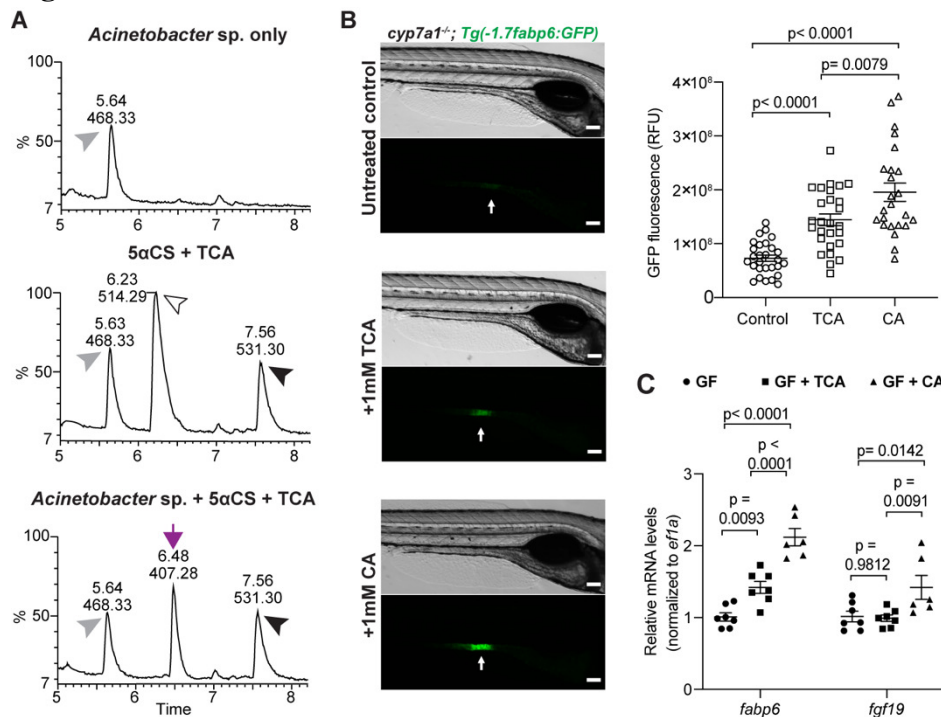 A
Acinetobacter sp. only
5.64
468.33
100
50
7
%
5 6 7 8
5αCS + TCA
6.23
514.29
5.63
468.33
7.56
531.30
100
50
7
%
5 6 7 8
Acinetobacter sp. + 5αCS + TCA
6.48
407.28
5.64
468.33
7.56
531.30
100
50
7
%
5 6 7 8
Time
B
cyp7a1-/-; Tg(-1.7fabp6:GFP)
Untreated control
+1mM TCA
+1mM CA
p< 0.0001
p= 0.0079
p< 0.0001
4×10⁸
3×10⁸
2×10⁸
1×10⁸
0
GFP fluorescence (RFU)
Control TCA CA
C
GF GF + TCA GF + CA
p< 0.0001
p <
0.0001
p =
0.0093
p= 0.0142
p =
0.0091
p =
0.9812
3
2
1
0
Relative mRNA levels
(normalized to ef1a)
fabp6 fgf19